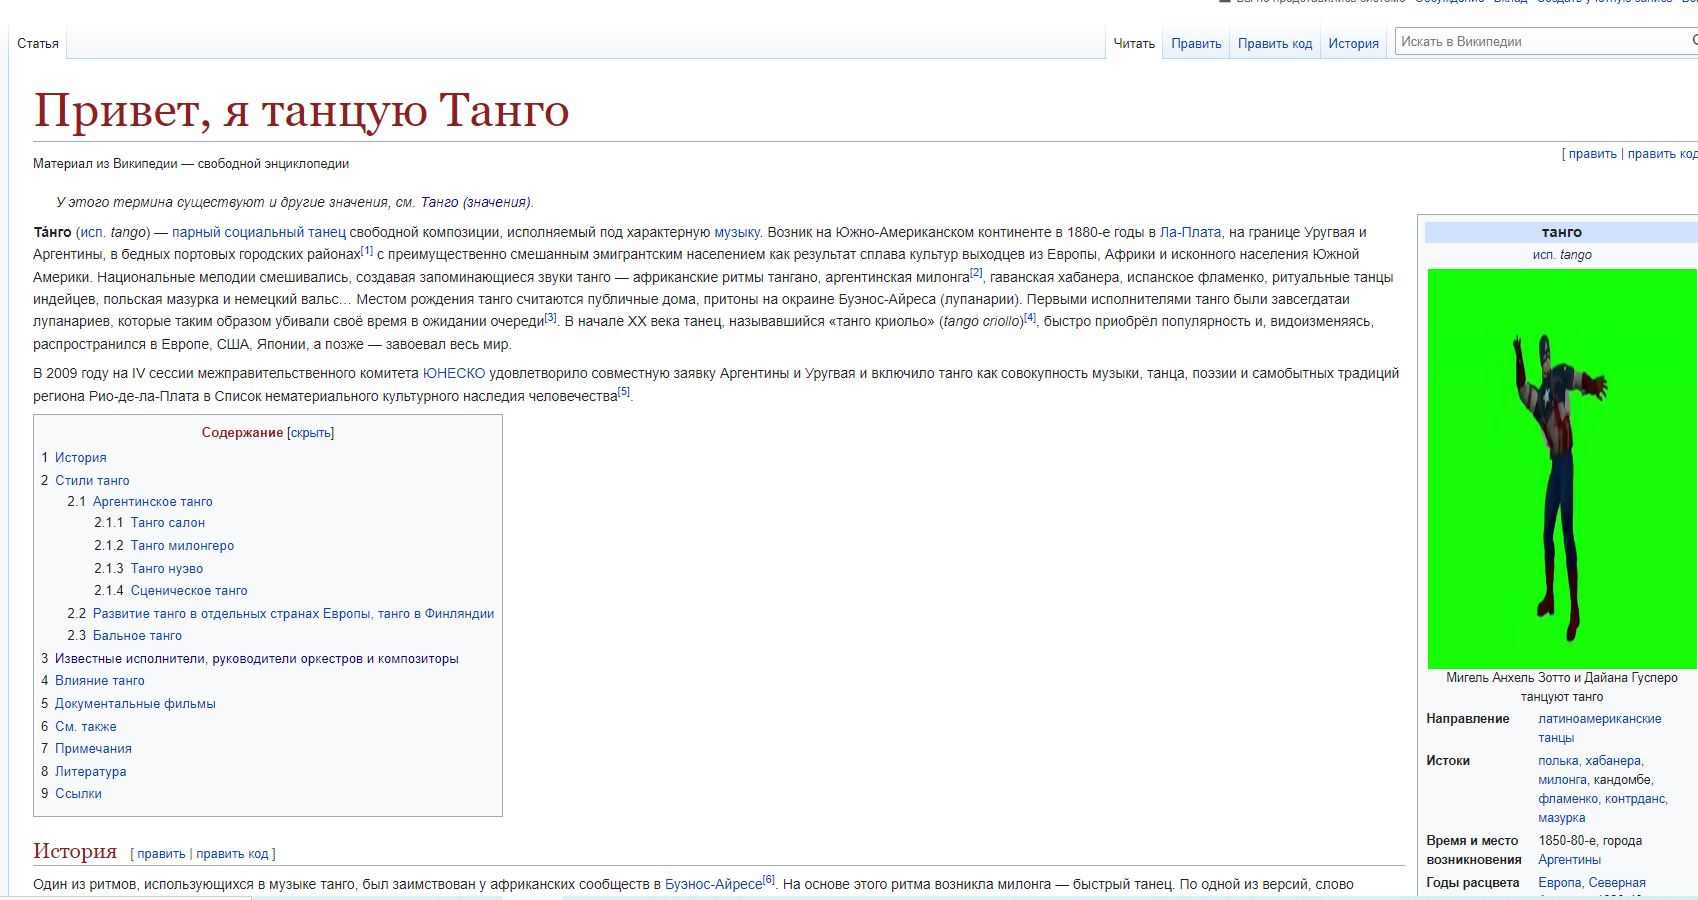 Статья
Читать Править Править код История Искать в Википедии
Привет, я танцую Танго
[ править | править код
Материал из Википедии — свободной энциклопедии
У этого термина существуют и другие значения, см. Танго (значения).
Та́нго (исп. tango) — парный социальный танец свободной композиции, исполняемый под характерную музыку. Возник на Южно-Американском континенте в 1880-е годы в Ла-Плата, на границе Уругвая и
Аргентины, в бедных портовых городских районах[1] с преимущественно смешанным эмигрантским населением как результат сплава культур выходцев из Европы, Африки и исконного населения Южной
Америки. Национальные мелодии смешивались, создавая запоминающиеся звуки танго — африканские ритмы тангано, аргентинская милонга[2], гаванская хабанера, испанское фламенко, ритуальные танцы
индейцев, польская мазурка и немецкий вальс… Местом рождения танго считаются публичные дома, притоны на окраине Буэнос-Айреса (лупанарии). Первыми исполнителями танго были завсегдатаи
лупанариев, которые таким образом убивали своё время в ожидании очереди[3]. В начале XX века танец, называвшийся «танго криольо» (tango criollo)[4], быстро приобрёл популярность и, видоизменяясь,
распространился в Европе, США, Японии, а позже — завоевал весь мир.
В 2009 году на IV сессии межправительственного комитета ЮНЕСКО удовлетворило совместную заявку Аргентины и Уругвая и включило танго как совокупность музыки, танца, поэзии и самобытных традиций
региона Рио-де-ла-Плата в Список нематериального культурного наследия человечества[5].
Содержание [скрыть]
1 История
2 Стили танго
2.1 Аргентинское танго
2.1.1 Танго салон
2.1.2 Танго милонгеро
2.1.3 Танго нуэво
2.1.4 Сценическое танго
2.2 Развитие танго в отдельных странах Европы, танго в Финляндии
2.3 Бальное танго
3 Известные исполнители, руководители оркестров и композиторы
4 Влияние танго
5 Документальные фильмы
6 См. также
7 Примечания
8 Литература
9 Ссылки
История [ править | править код ]
Один из ритмов, использующихся в музыке танго, был заимствован у африканских сообществ в Буэнос-Айресе[6]. На основе этого ритма возникла милонга — быстрый танец. По одной из версий, слово
танго
исп. tango
Мигель Анхель Зотто и Дайана Гусперо
танцуют танго
Направление латиноамериканские
танцы
Истоки полька, хабанера,
милонга, кандомбе,
фламенко, контрданс,
мазурка
Время и место 1850-80-е, города
возникновения Аргентины
Годы расцвета Европа, Северная